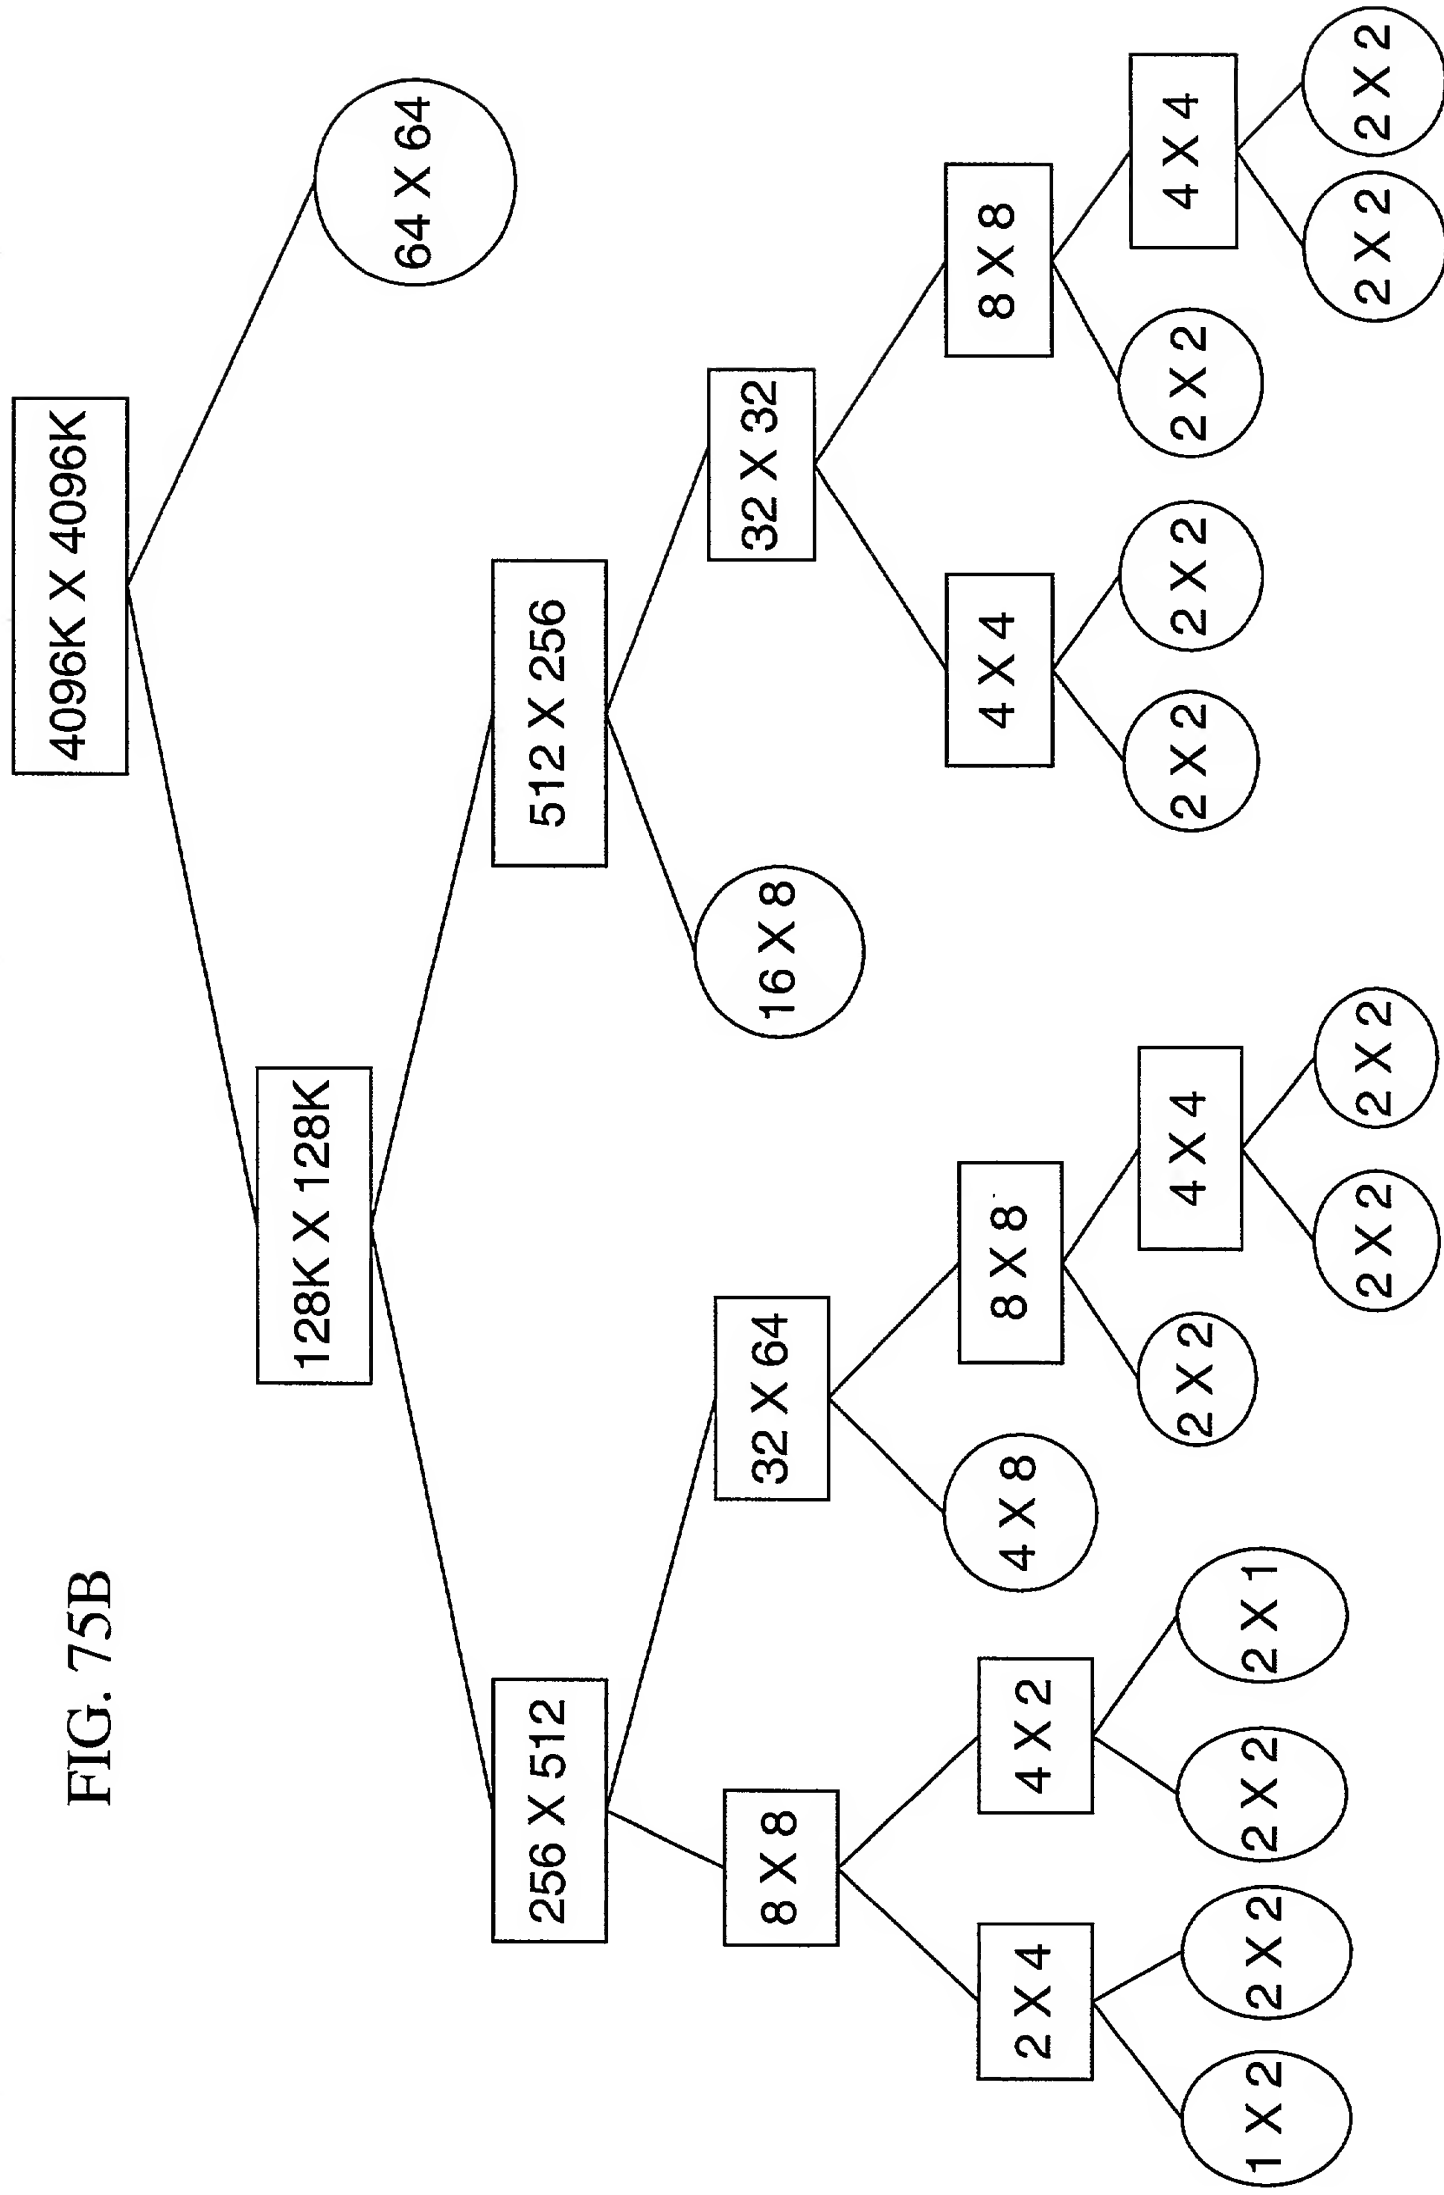 FIG. 75B
4096K X 4096K
128K X 128K
64 X 64
256 X 512
512 X 256
8 X 8
32 X 64
16 X 8
32 X 32
2 X 4
4 X 2
4 X 8
8 X 8
4 X 4
8 X 8
1 X 2
2 X 2
2 X 2
2 X 1
2 X 2
4 X 4
2 X 2
2 X 2
2 X 2
4 X 4
2 X 2
2 X 2
2 X 2
2 X 2